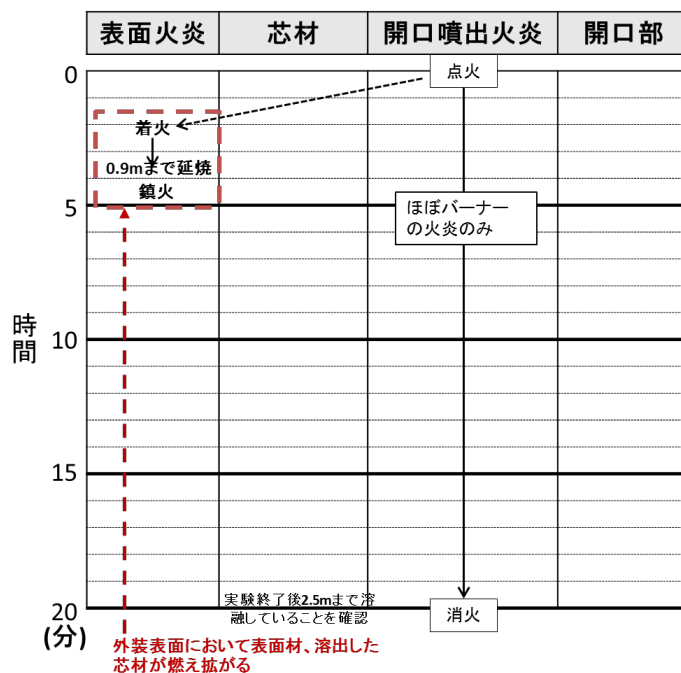 表面火炎
芯材
開口噴出火炎
開口部
0
点火
着火
0.9mまで延焼
鎮火
5
ほぼバーナー
の火炎のみ
時間
10
15
実験終了後2.5mまで溶
融していることを確認
20
消火
(分)
外装表面において表面材、溶出した
芯材が燃え拡がる